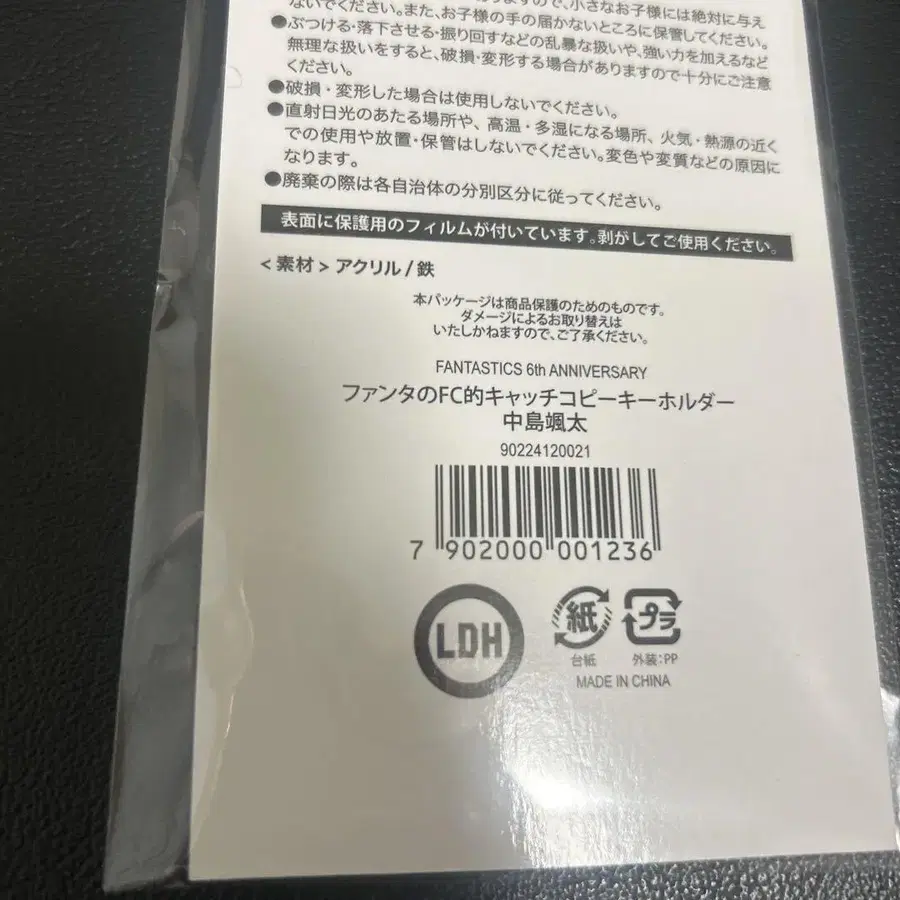 ないでください。また、お子様の手の届かないところに保管してください。
●ぶつける・落下させる・振り回すなどの乱暴な扱いや、強い力を加えるなど
無理な扱いをすると、破損・変形する場合がありますので十分にご注意
ください。
●破損・変形した場合は使用しないでください。
●直射日光のあたる場所や、高温・多湿になる場所、火気・熱源の近く
での使用や放置・保管はしないでください。変色や変質などの原因に
なります。
●廃棄の際は各自治体の分別区分に従ってください。
表面に保護用のフィルムが付いています。剥がしてご使用ください。
<素材> アクリル / 鉄
本パッケージは商品保護のためのものです。
ダメージによるお取り替えは
いたしかねますので、ご了承ください。
FANTASTICS 6th ANNIVERSARY
ファンタのFC的キャッチコピーキーホルダー
中島颯太
90224120021
7 902000 001236
LDH
紙
プラ
台紙
外装:PP
MADE IN CHINA